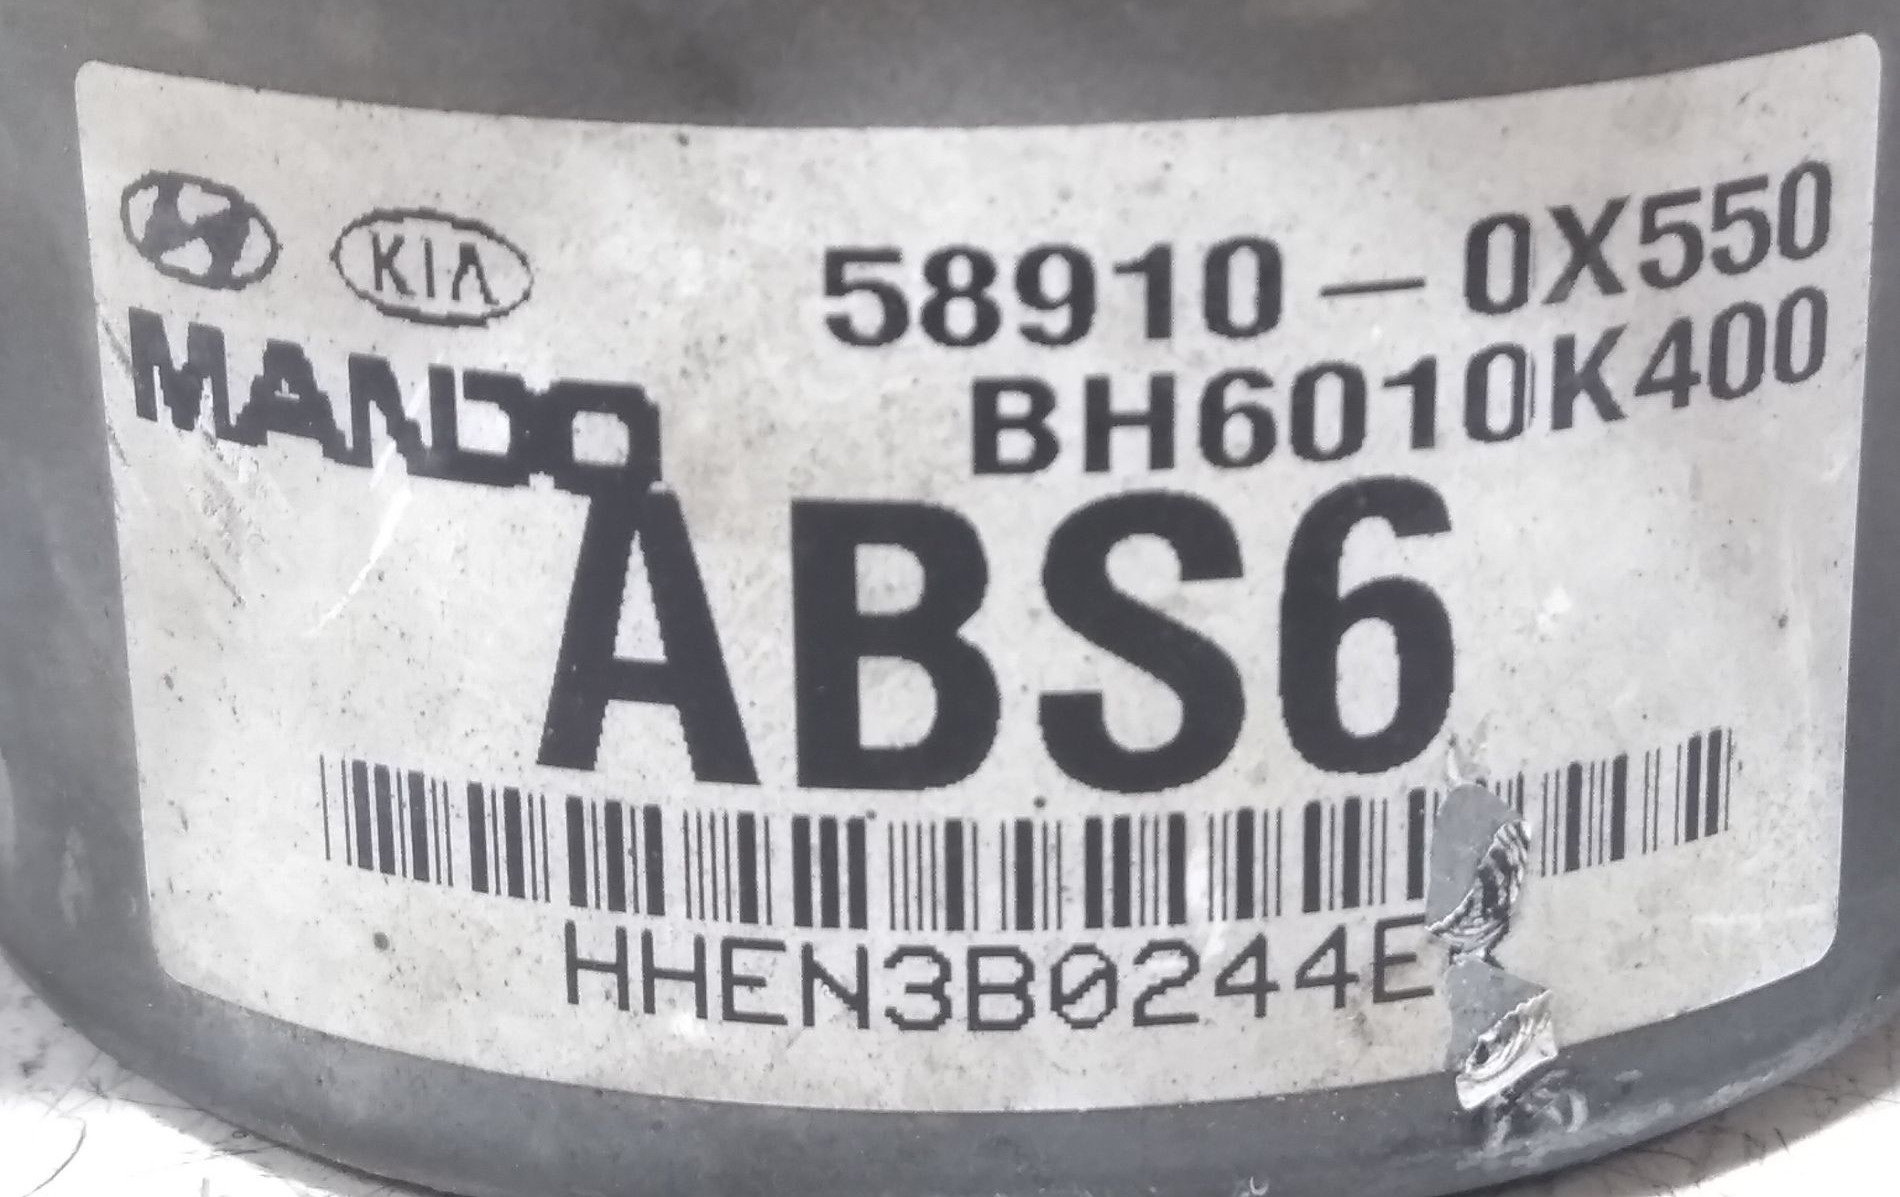 KIA 58910-0X550
MANDO BH6010K400
ABS6
HHEN3B0244E